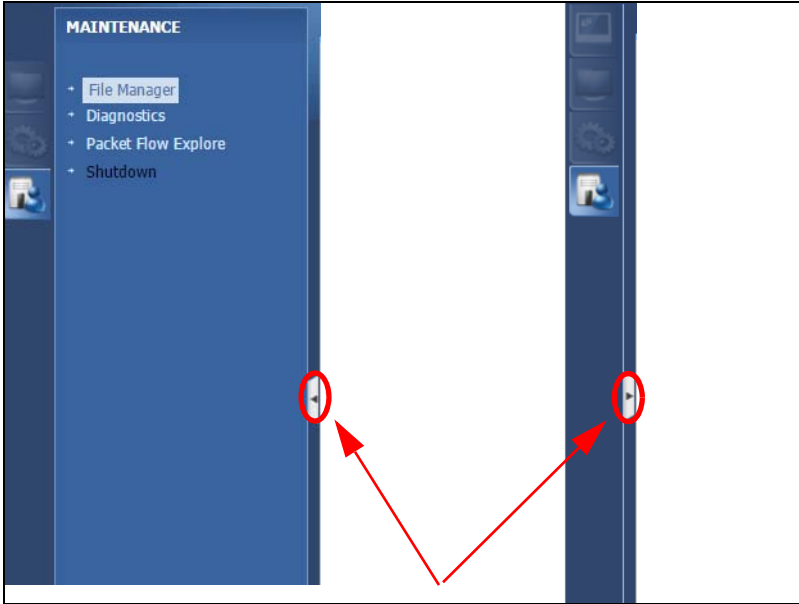 MAINTENANCE
File Manager
Diagnostics
Packet Flow Explore
Shutdown